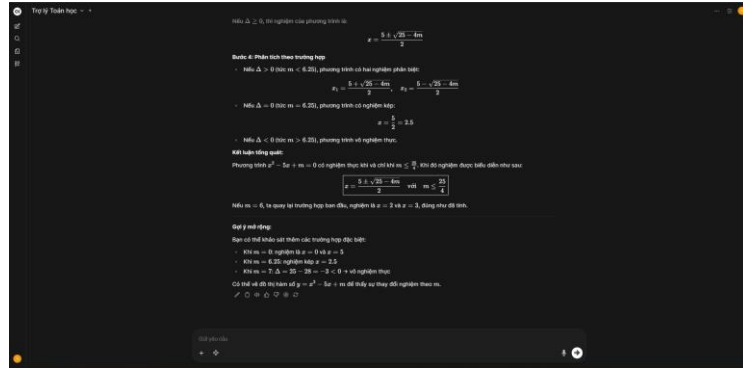 Trợ lý Toán học
Nếu Δ ≥ 0, thì nghiệm của phương trình là:
x = (5 ± √(25 − 4m)) / 2
Bước 4: Phân tích theo trường hợp
• Nếu Δ > 0 (tức m < 6.25), phương trình có hai nghiệm phân biệt:
x₁ = (5 + √(25 − 4m)) / 2, x₂ = (5 − √(25 − 4m)) / 2
• Nếu Δ = 0 (tức m = 6.25), phương trình có nghiệm kép:
x = 5/2 = 2.5
• Nếu Δ < 0 (tức m > 6.25), phương trình vô nghiệm thực.
Kết luận tổng quát:
Phương trình x² − 5x + m = 0 có nghiệm thực khi và chỉ khi m ≤ 25/4. Khi đó nghiệm được biểu diễn như sau:
x = (5 ± √(25 − 4m)) / 2 với m ≤ 25/4
Nếu m = 6, ta quay lại trường hợp ban đầu, nghiệm là x = 2 và x = 3, đúng như đã tính.
Gợi ý mở rộng:
Bạn có thể khảo sát thêm các trường hợp đặc biệt:
• Khi m = 0: nghiệm là x = 0 và x = 5
• Khi m = 6.25: nghiệm kép x = 2.5
• Khi m = 7: Δ = 25 − 28 = −3 < 0 → vô nghiệm thực
Có thể vẽ đồ thị hàm số y = x² − 5x + m để thấy sự thay đổi nghiệm theo m.
Gửi yêu cầu